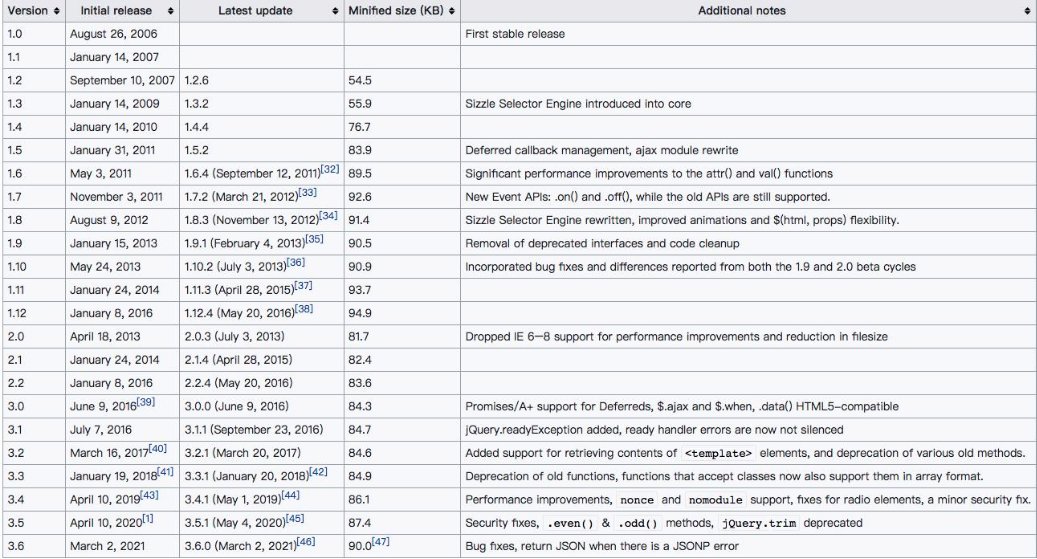 Version Initial release Latest update Minified size (KB) Additional notes
1.0 August 26, 2006 First stable release
1.1 January 14, 2007
1.2 September 10, 2007 1.2.6 54.5
1.3 January 14, 2009 1.3.2 55.9 Sizzle Selector Engine introduced into core
1.4 January 14, 2010 1.4.4 76.7
1.5 January 31, 2011 1.5.2 83.9 Deferred callback management, ajax module rewrite
1.6 May 3, 2011 1.6.4 (September 12, 2011)[32] 89.5 Significant performance improvements to the attr() and val() functions
1.7 November 3, 2011 1.7.2 (March 21, 2012)[33] 92.6 New Event APIs: .on() and .off(), while the old APIs are still supported.
1.8 August 9, 2012 1.8.3 (November 13, 2012)[34] 91.4 Sizzle Selector Engine rewritten, improved animations and $(html, props) flexibility.
1.9 January 15, 2013 1.9.1 (February 4, 2013)[35] 90.5 Removal of deprecated interfaces and code cleanup
1.10 May 24, 2013 1.10.2 (July 3, 2013)[36] 90.9 Incorporated bug fixes and differences reported from both the 1.9 and 2.0 beta cycles
1.11 January 24, 2014 1.11.3 (April 28, 2015)[37] 93.7
1.12 January 8, 2016 1.12.4 (May 20, 2016)[38] 94.9
2.0 April 18, 2013 2.0.3 (July 3, 2013) 81.7 Dropped IE 6–8 support for performance improvements and reduction in filesize
2.1 January 24, 2014 2.1.4 (April 28, 2015) 82.4
2.2 January 8, 2016 2.2.4 (May 20, 2016) 83.6
3.0 June 9, 2016[39] 3.0.0 (June 9, 2016) 84.3 Promises/A+ support for Deferreds, $.ajax and $.when, .data() HTML5-compatible
3.1 July 7, 2016 3.1.1 (September 23, 2016) 84.7 jQuery.readyException added, ready handler errors are now not silenced
3.2 March 16, 2017[40] 3.2.1 (March 20, 2017) 84.6 Added support for retrieving contents of <template> elements, and deprecation of various old methods.
3.3 January 19, 2018[41] 3.3.1 (January 20, 2018)[42] 84.9 Deprecation of old functions, functions that accept classes now also support them in array format.
3.4 April 10, 2019[43] 3.4.1 (May 1, 2019)[44] 86.1 Performance improvements, nonce and nomodule support, fixes for radio elements, a minor security fix.
3.5 April 10, 2020[1] 3.5.1 (May 4, 2020)[45] 87.4 Security fixes, .even() & .odd() methods, jQuery.trim deprecated
3.6 March 2, 2021 3.6.0 (March 2, 2021)[46] 90.0[47] Bug fixes, return JSON when there is a JSONP error